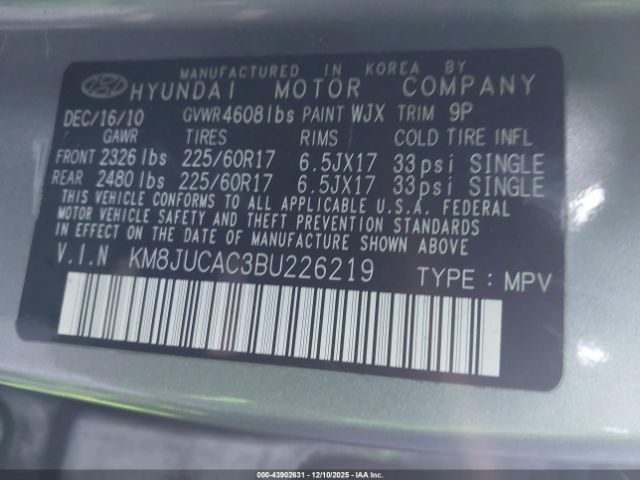 MANUFACTURED IN KOREA BY
HYUNDAI MOTOR COMPANY
DEC/16/10 GVWR 4608lbs PAINT WJX TRIM 9P
GAWR TIRES RIMS COLD TIRE INFL
FRONT 2326 lbs 225/60R17 6.5JX17 33psi SINGLE
REAR 2480 lbs 225/60R17 6.5JX17 33psi SINGLE
THIS VEHICLE CONFORMS TO ALL APPLICABLE U.S.A. FEDERAL
MOTOR VEHICLE SAFETY AND THEFT PREVENTION STANDARDS
IN EFFECT ON THE DATE OF MANUFACTURE SHOWN ABOVE
V.I.N KM8JUCAC3BU226219 TYPE : MPV
000-43902631 - 12/10/2025 - IAAI.COM